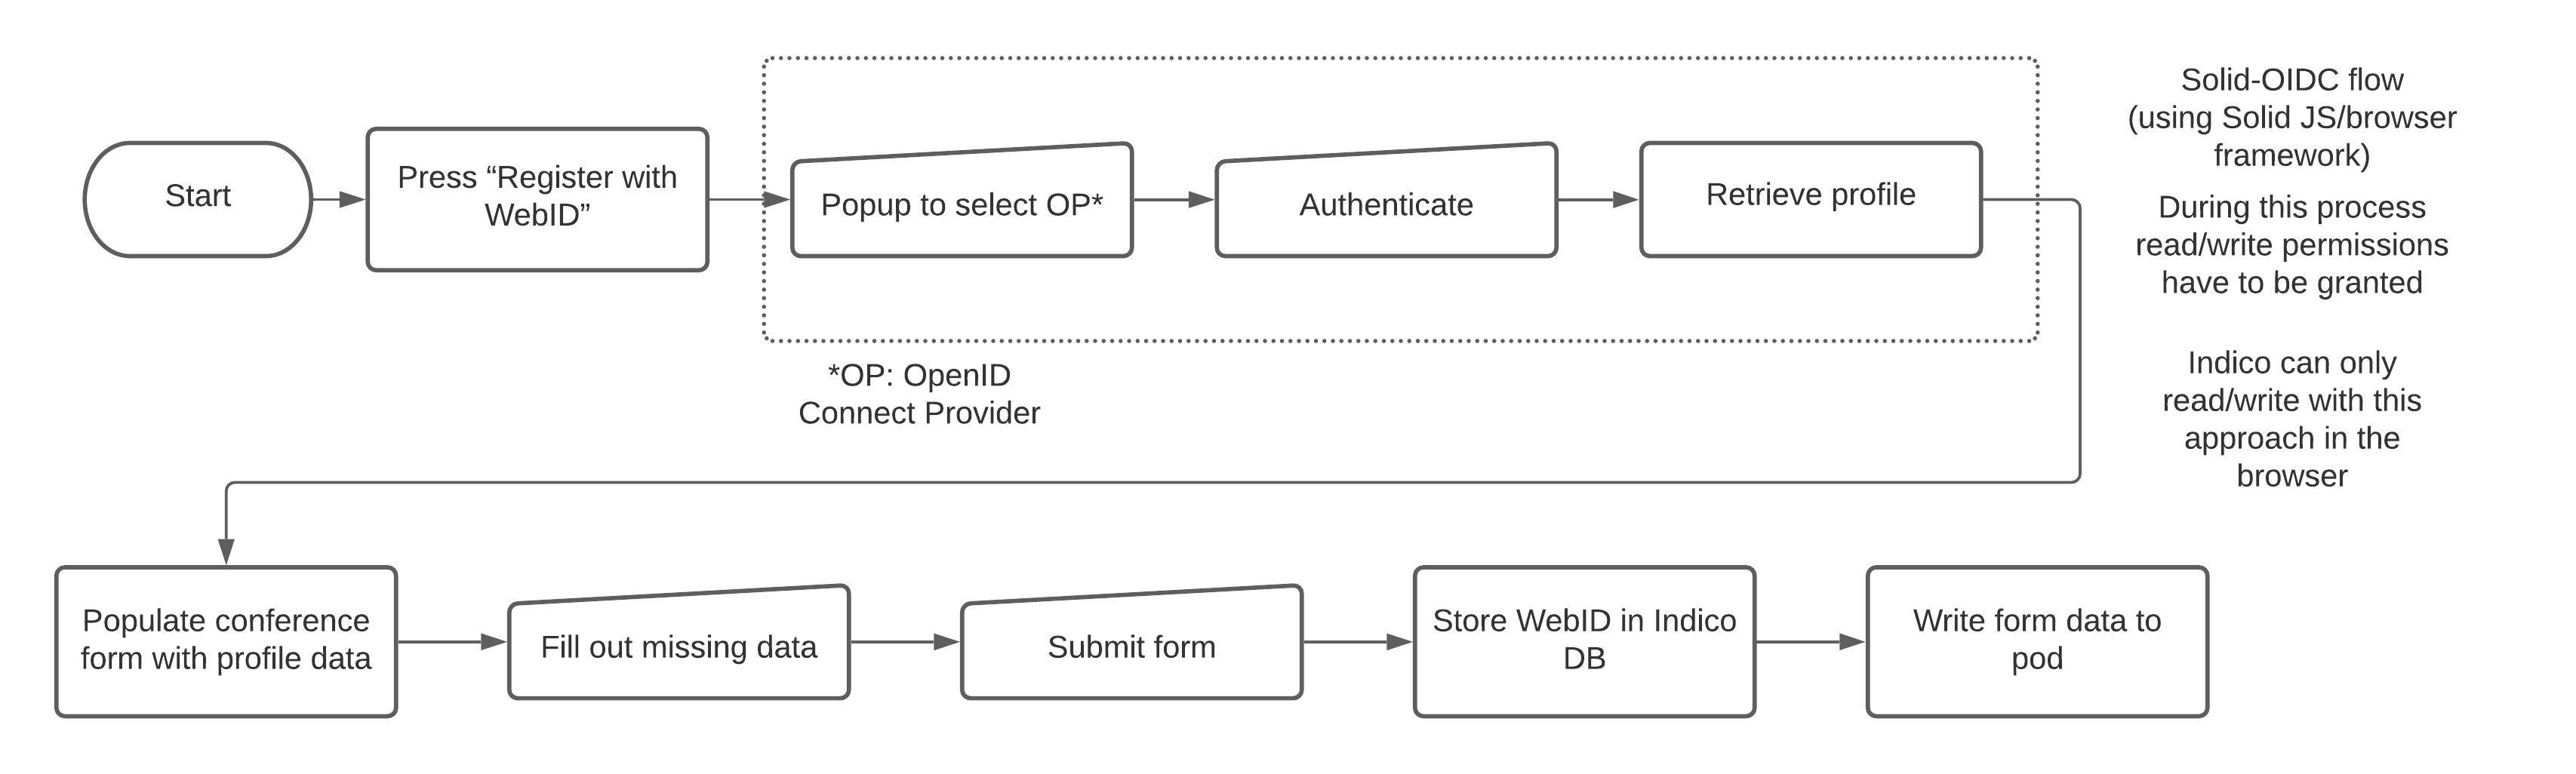 Start
Press “Register with
WebID”
Popup to select OP*
Authenticate
Retrieve profile
Solid-OIDC flow
(using Solid JS/browser
framework)
During this process
read/write permissions
have to be granted
Indico can only
read/write with this
approach in the
browser
*OP: OpenID
Connect Provider
Populate conference
form with profile data
Fill out missing data
Submit form
Store WebID in Indico
DB
Write form data to
pod